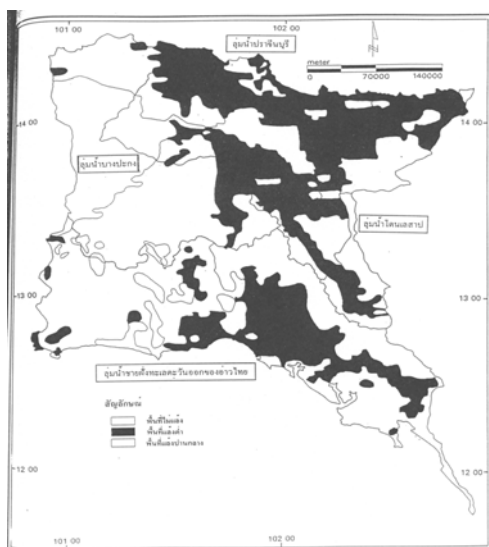 101 00
102 00
ลุ่มน้ำปราจีนบุรี
N
meter
0 70000 140000
14 00
14 00
ลุ่มน้ำบางปะกง
ลุ่มน้ำโตนเลสาป
13 00
13 00
ลุ่มน้ำชายฝั่งทะเลตะวันออกของอ่าวไทย
สัญลักษณ์
พื้นที่ไม่แล้ง
พื้นที่แล้งต่ำ
พื้นที่แล้งปานกลาง
12 00
12 00
101 00
102 00